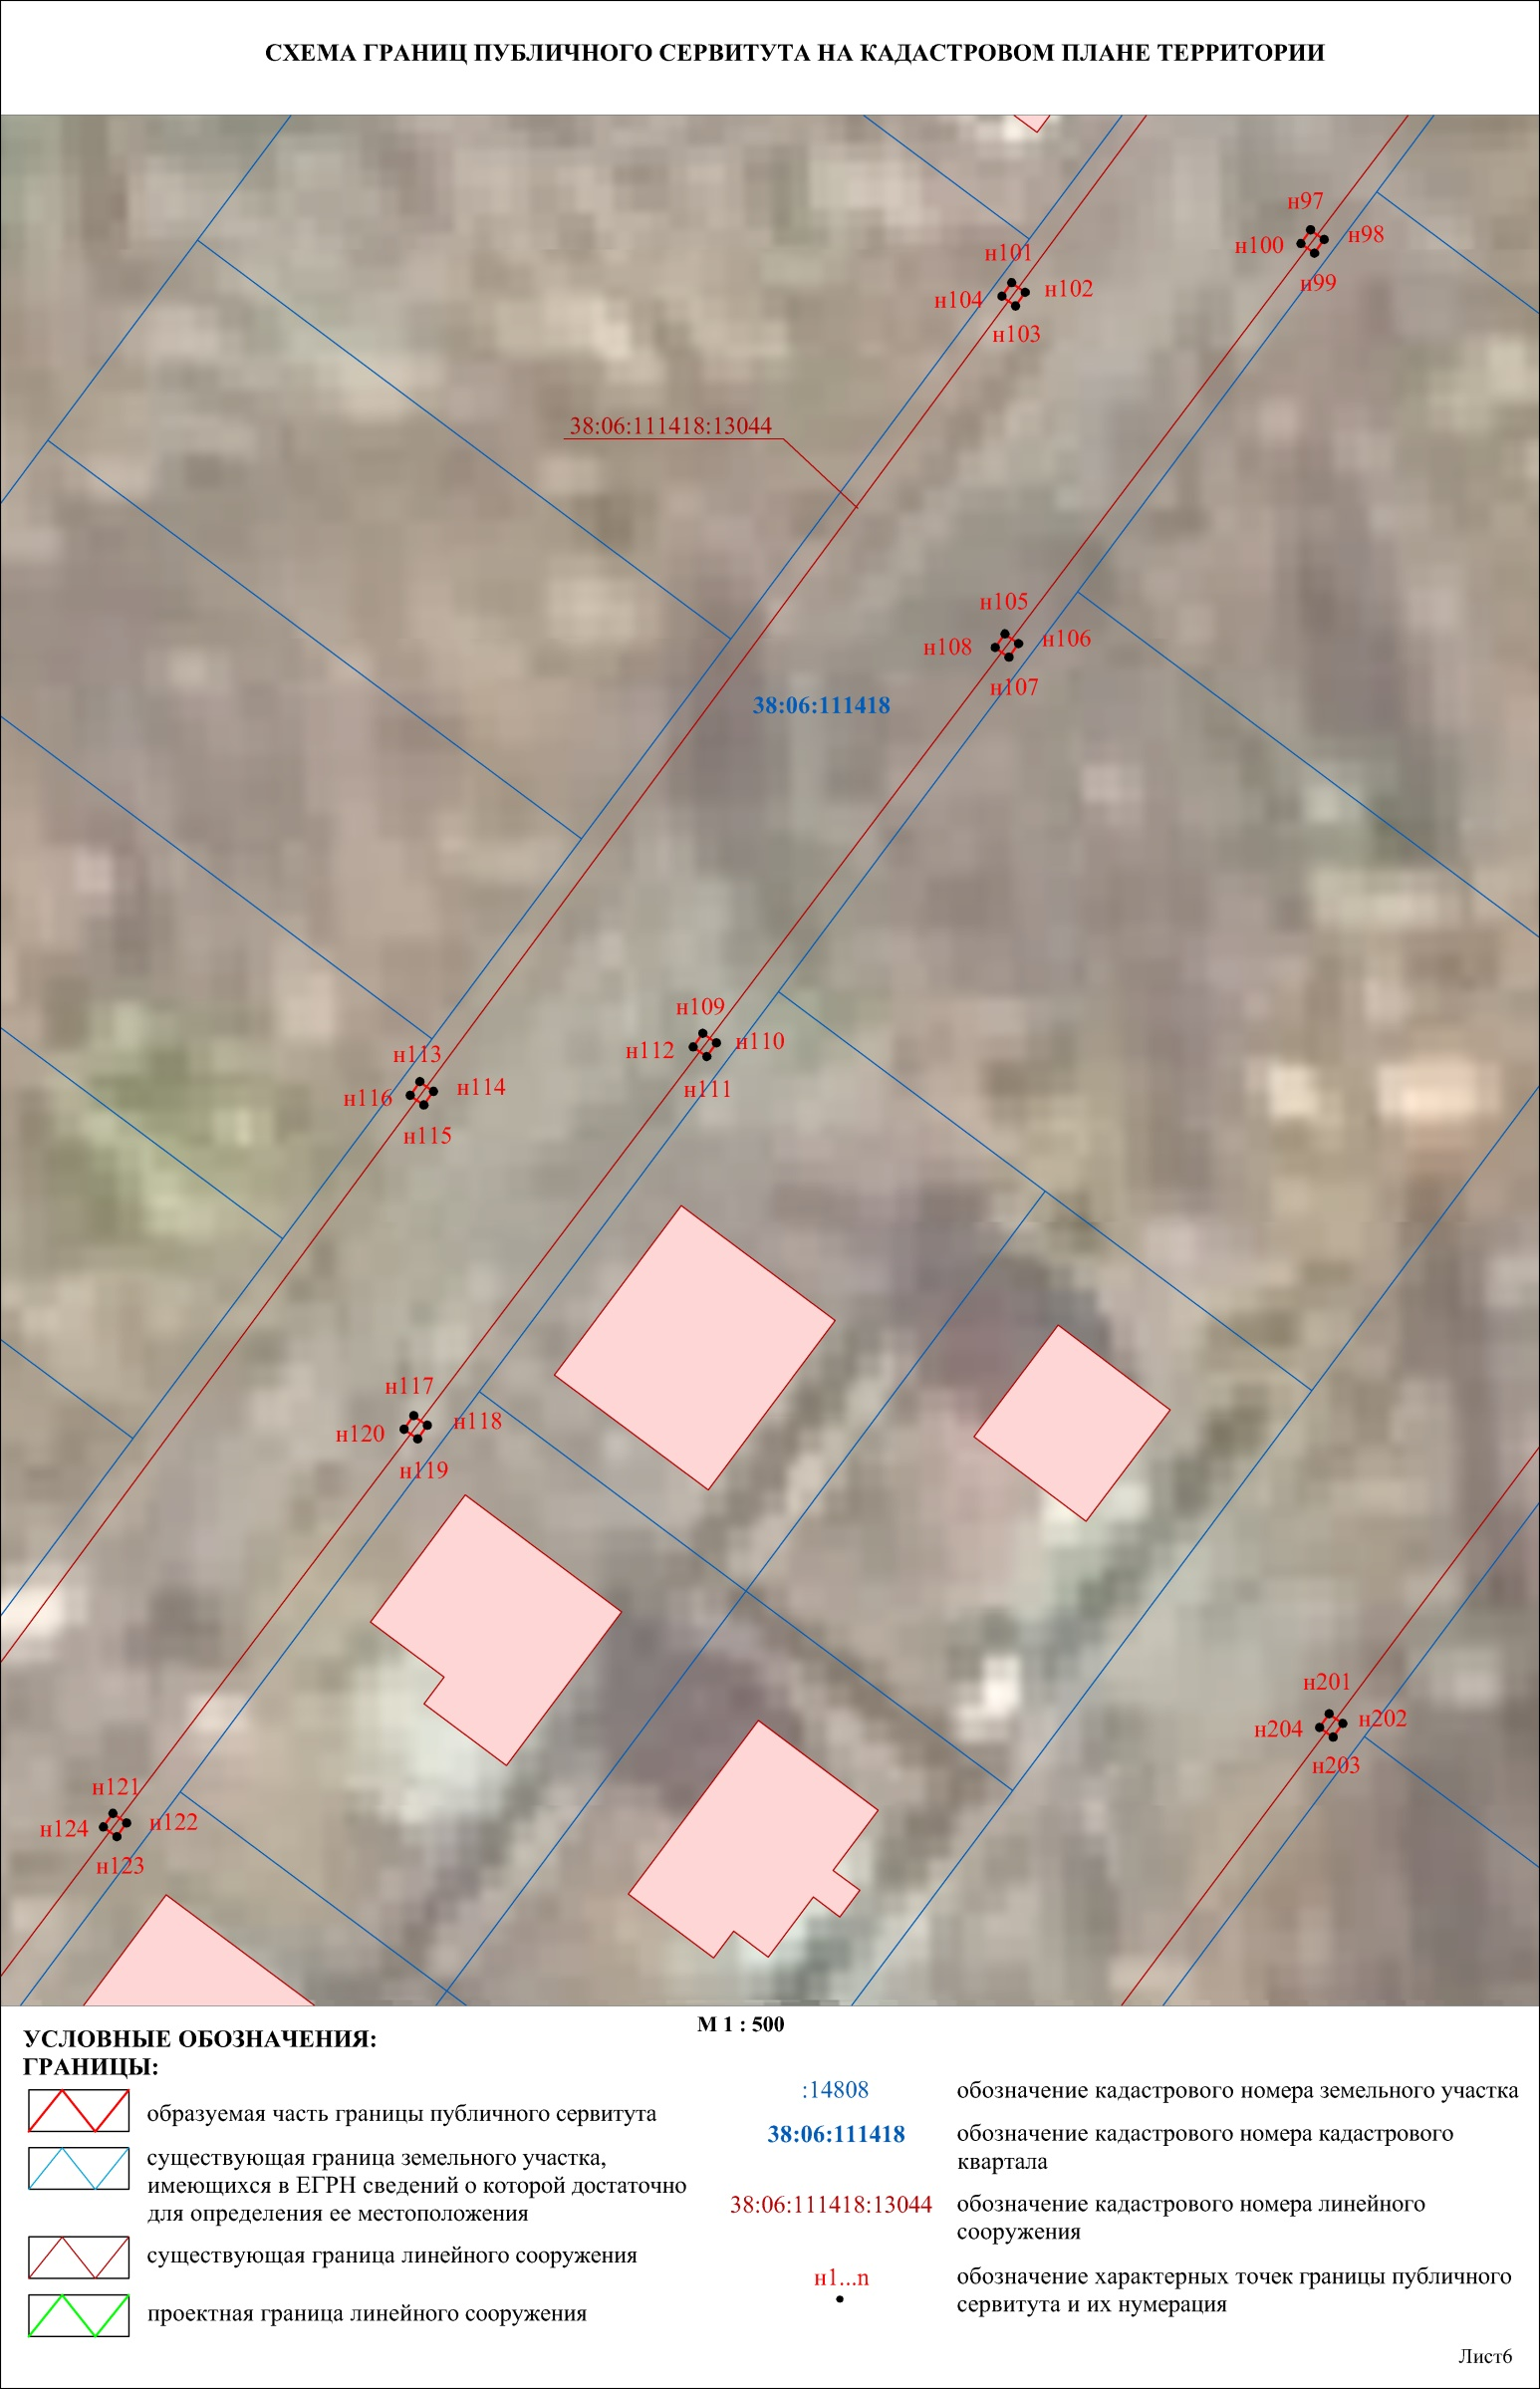 СХЕМА ГРАНИЦ ПУБЛИЧНОГО СЕРВИТУТА НА КАДАСТРОВОМ ПЛАНЕ ТЕРРИТОРИИ
н97
н100
н98
н99
н101
н104
н102
н103
38:06:111418:13044
н105
н108
н106
н107
38:06:111418
н109
н112
н110
н111
н113
н116
н114
н115
н117
н120
н118
н119
н201
н204
н202
н203
н121
н124
н122
н123
М 1 : 500
УСЛОВНЫЕ ОБОЗНАЧЕНИЯ:
ГРАНИЦЫ:
образуемая часть границы публичного сервитута
существующая граница земельного участка,
имеющихся в ЕГРН сведений о которой достаточно
для определения ее местоположения
существующая граница линейного сооружения
проектная граница линейного сооружения
:14808
обозначение кадастрового номера земельного участка
38:06:111418
обозначение кадастрового номера кадастрового
квартала
38:06:111418:13044
обозначение кадастрового номера линейного
сооружения
н1...n
обозначение характерных точек границы публичного
сервитута и их нумерация
Лист6